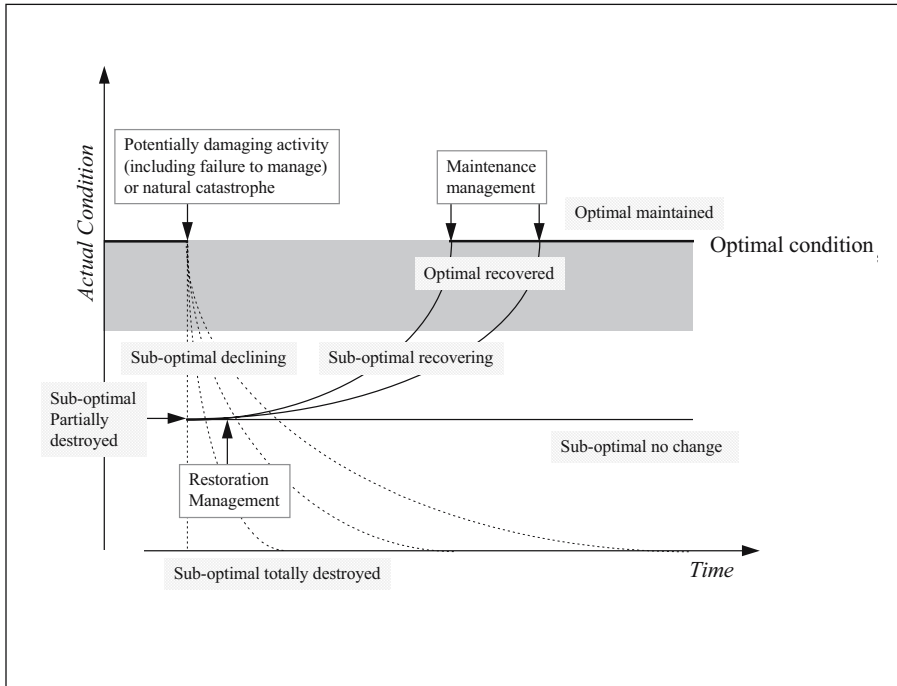 Actual Condition
Potentially damaging activity
(including failure to manage)
or natural catastrophe
Maintenance
management
Optimal maintained
Optimal condition
Optimal recovered
Sub-optimal declining
Sub-optimal recovering
Sub-optimal
Partially
destroyed
Sub-optimal no change
Restoration
Management
Sub-optimal totally destroyed
Time